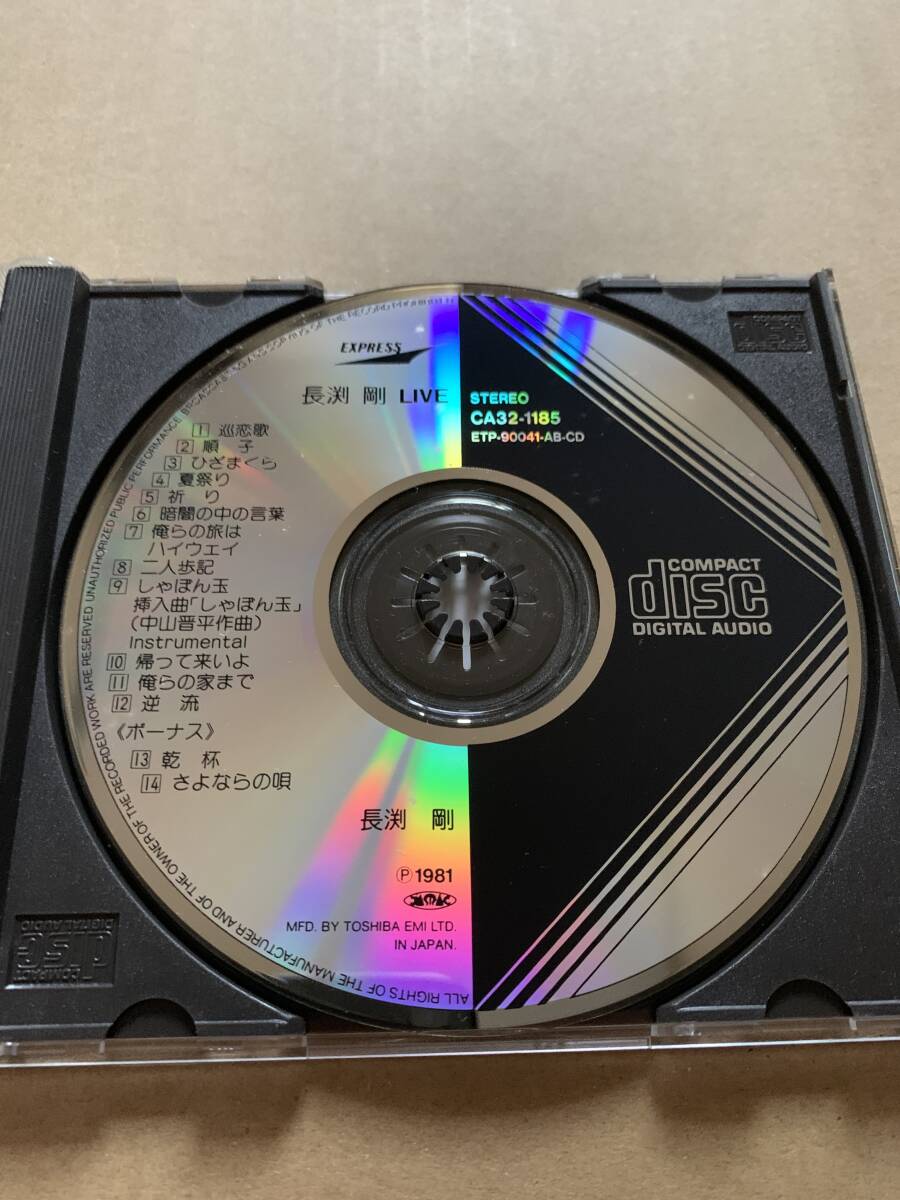 EXPRESS
長渕 剛 LIVE
1 巡恋歌
2 順 子
3 ひざまくら
4 夏祭り
5 祈 り
6 暗闇の中の言葉
7 俺らの旅は
ハイウェイ
8 二人歩記
9 しゃぼん玉
挿入曲「しゃぼん玉」
(中山晋平作曲)
Instrumental
10 帰って来いよ
11 俺らの家まで
12 逆 流
《ボーナス》
13 乾 杯
14 さよならの唄
長渕 剛
Ⓟ1981
MFD. BY TOSHIBA EMI LTD.
IN JAPAN.
STEREO
CA32-1185
ETP-90041-AB-CD
COMPACT
disc
DIGITAL AUDIO
ALL RIGHTS OF THE MANUFACTURER AND OF THE OWNER OF THE RECORDED WORK ARE RESERVED UNAUTHORIZED PUBLIC PERFORMANCE
COMPACT
disc
COMPACT
disc
DIGITAL AUDIO